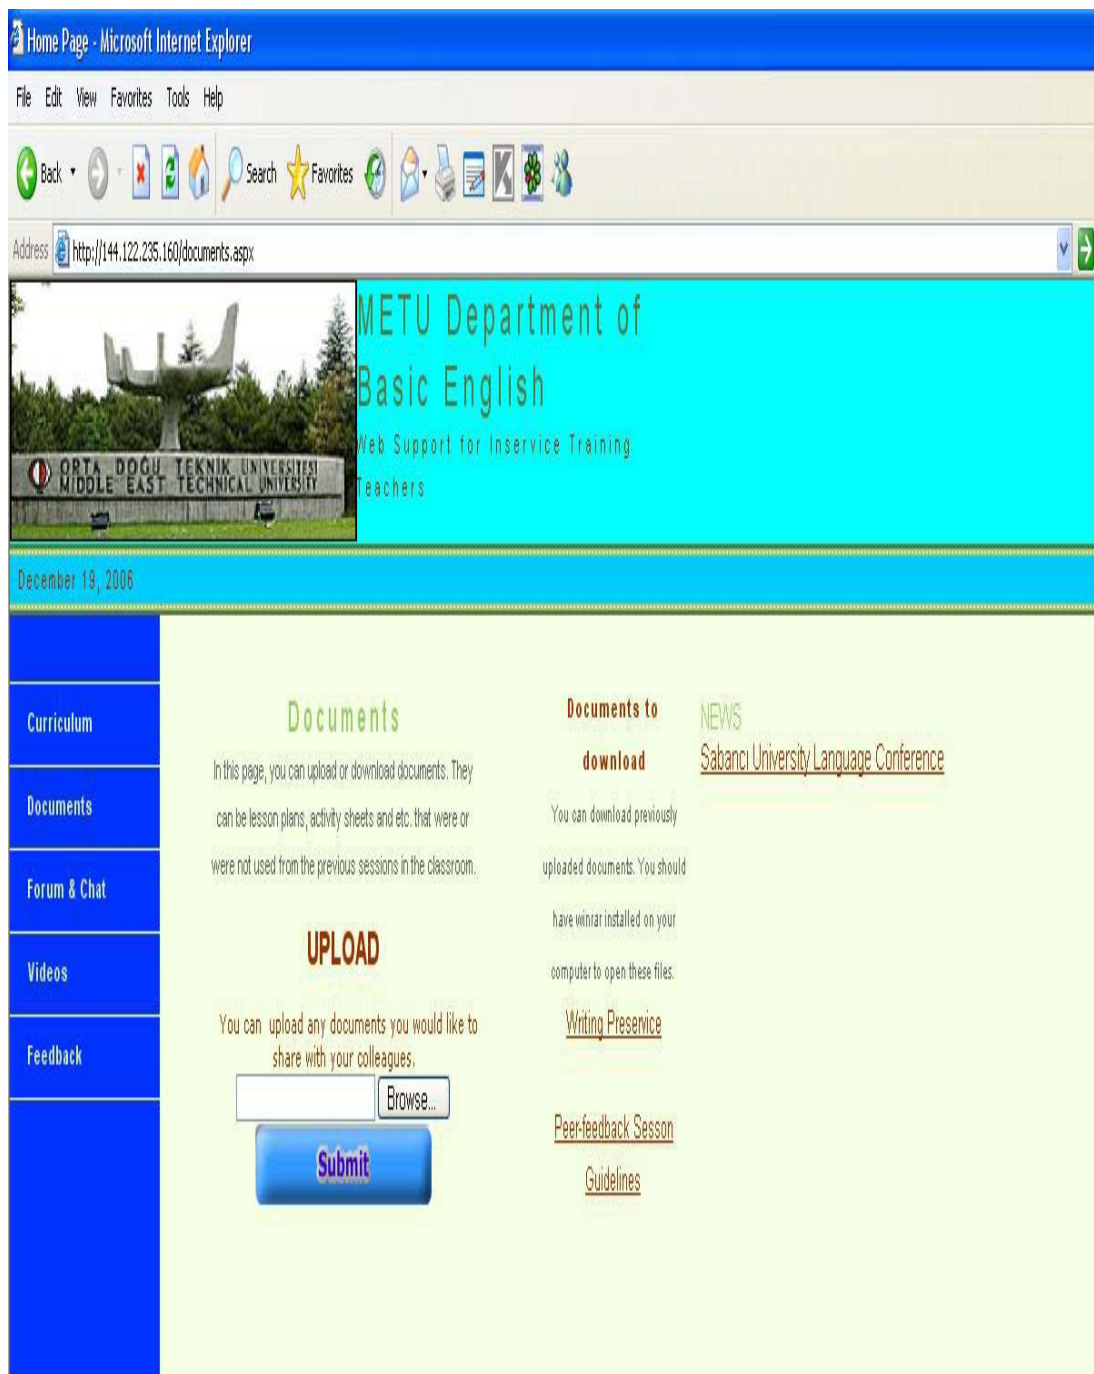 Home Page - Microsoft Internet Explorer
File Edit View Favorites Tools Help
Back Search Favorites
Address http://144.122.235.160/documents.aspx
ORTA DOĞU TEKNİK ÜNİVERSİTESİ
MIDDLE EAST TECHNICAL UNIVERSITY
METU Department of
Basic English
Web Support for Inservice Training
Teachers
December 19, 2006
Curriculum
Documents
Forum & Chat
Videos
Feedback
Documents
In this page, you can upload or download documents. They
can be lesson plans, activity sheets and etc. that were or
were not used from the previous sessions in the classroom.
UPLOAD
You can upload any documents you would like to
share with your colleagues.
Browse...
Submit
Documents to
download
You can download previously
uploaded documents. You should
have winrar installed on your
computer to open these files.
Writing Preservice
Peer-feedback Sesson
Guidelines
NEWS
Sabancı University Language Conference